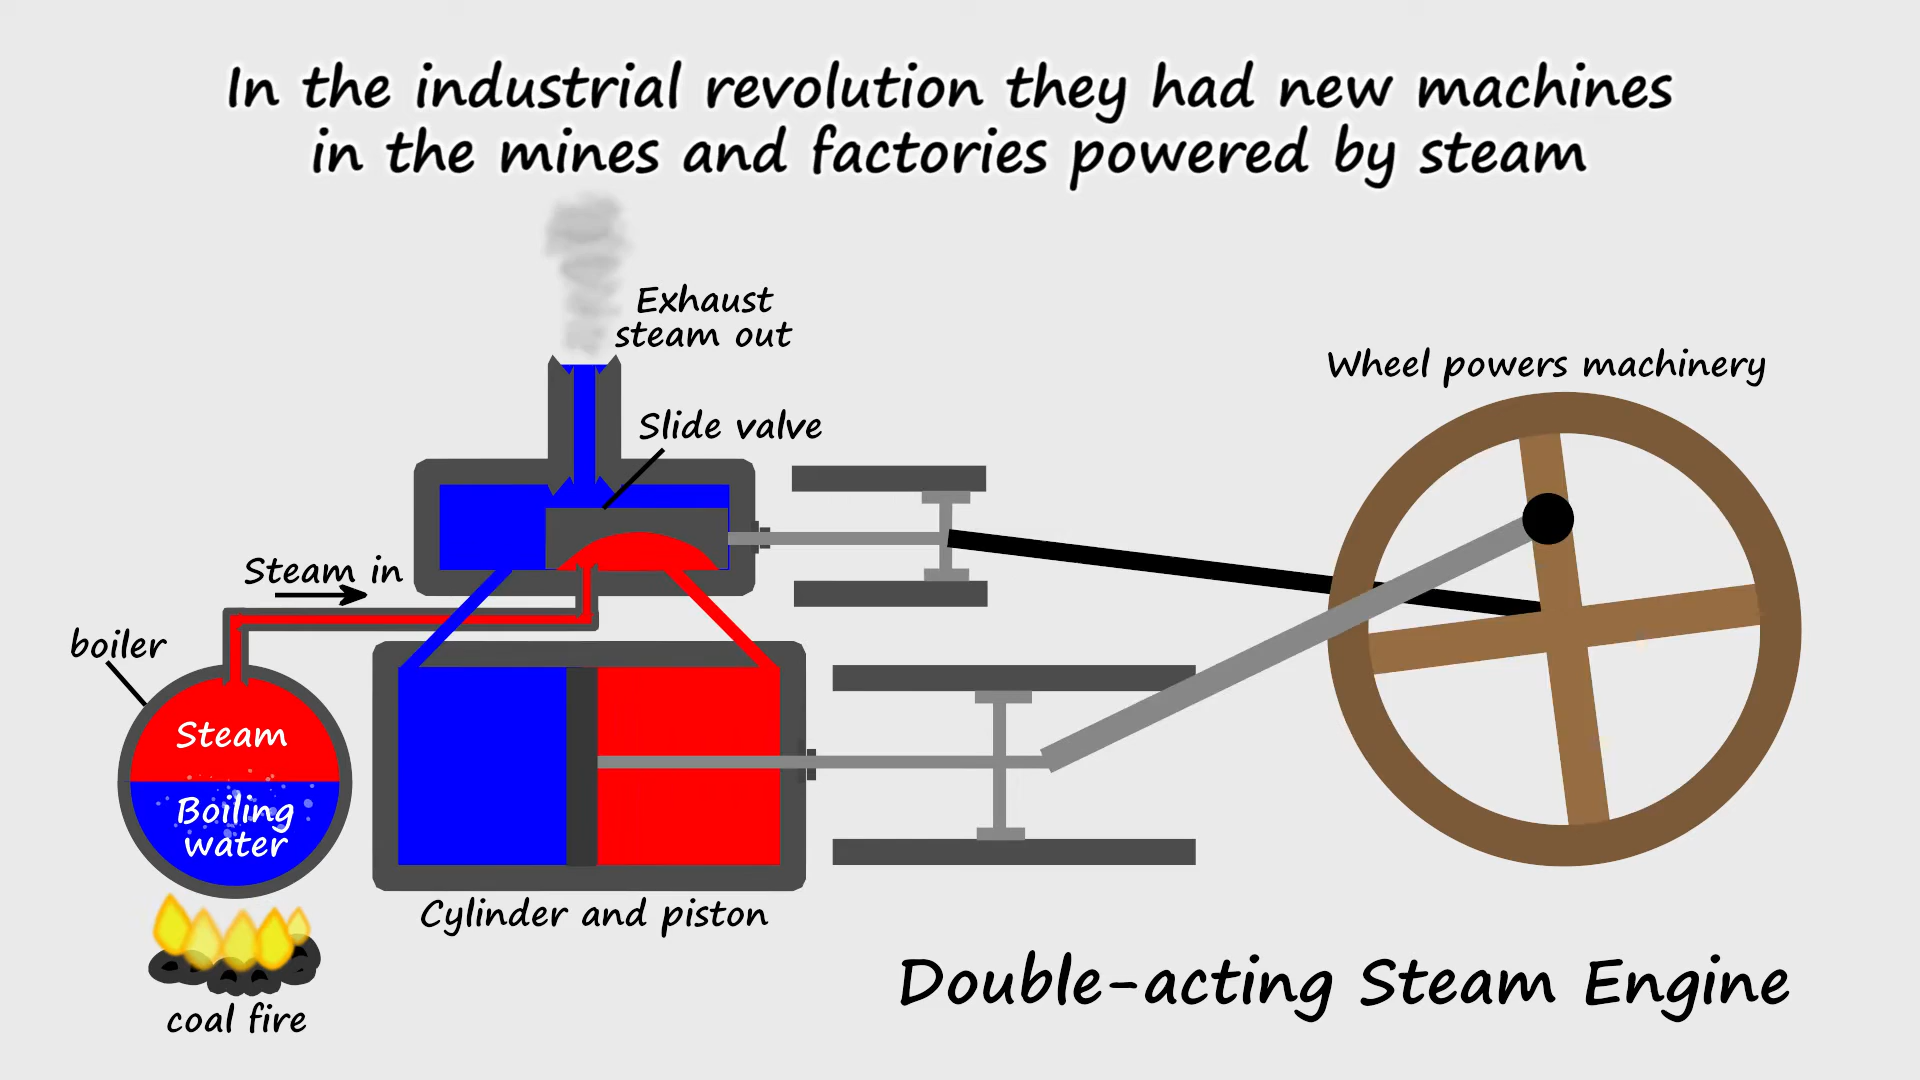 In the industrial revolution they had new machines
in the mines and factories powered by steam
Exhaust
steam out
Wheel powers machinery
Slide valve
Steam in
boiler
Steam
Boiling
water
Cylinder and piston
coal fire
Double-acting Steam Engine